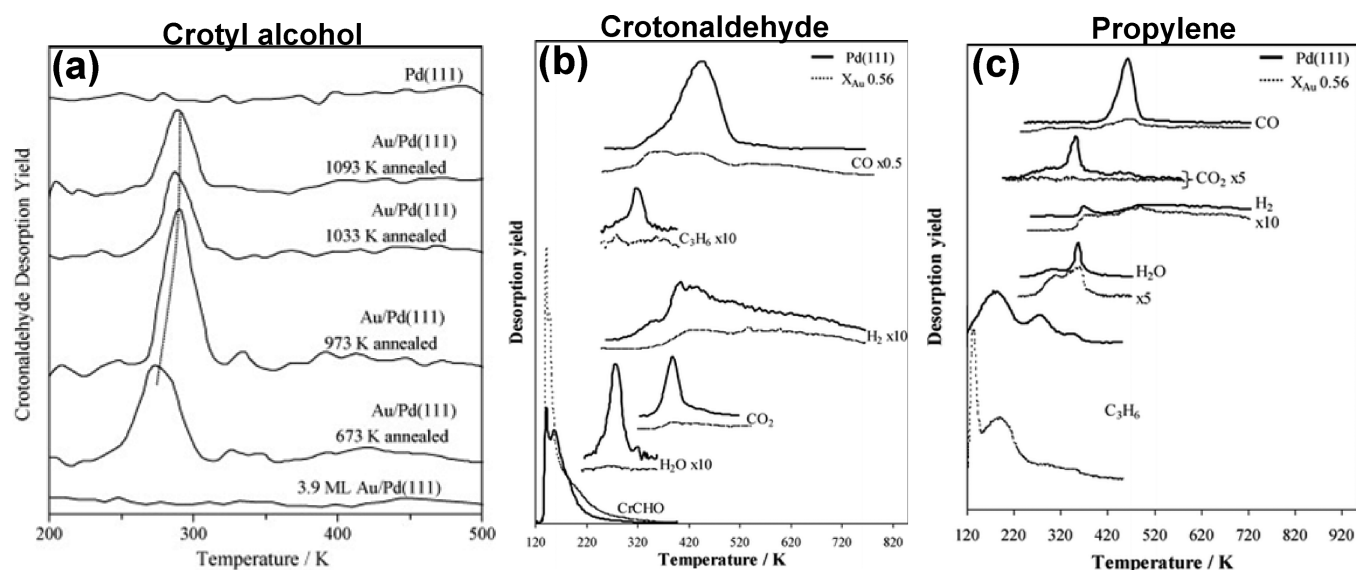 Crotyl alcohol
(a)
Pd(111)
Au/Pd(111)
1093 K annealed
Au/Pd(111)
1033 K annealed
Au/Pd(111)
973 K annealed
Au/Pd(111)
673 K annealed
3.9 ML Au/Pd(111)
Crotonaldehyde Desorption Yield
200
300
400
500
Temperature / K
Crotonaldehyde
(b)
Pd(111)
XAu 0.56
CO x0.5
C3H6 x10
H2 x10
CO2
H2O x10
CrCHO
Desorption yield
120 220 320 420 520 620 720 820
Temperature / K
Propylene
(c)
Pd(111)
XAu 0.56
CO
CO2 x5
H2
x10
H2O
x5
C3H6
Desorption yield
120 220 320 420 520 620 720 820 920
Temperature / K